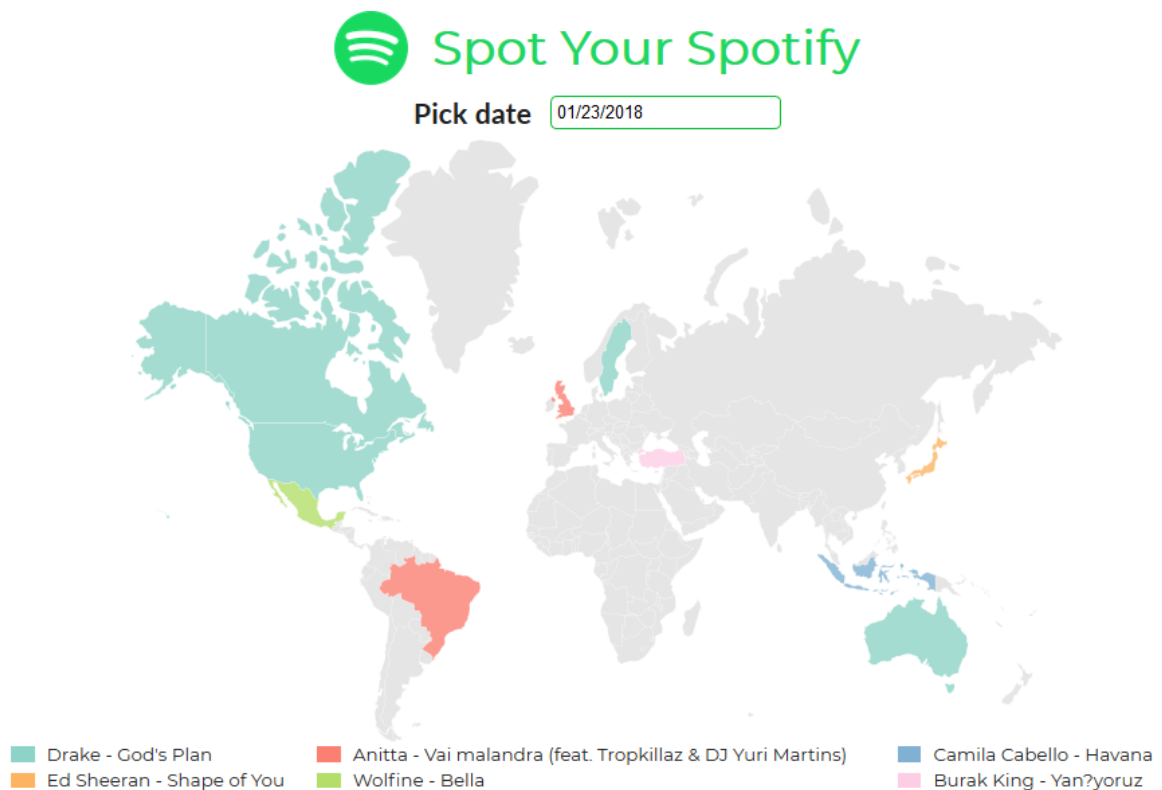 Spot Your Spotify
Pick date 01/23/2018
Drake - God's Plan
Anitta - Vai malandra (feat. Tropkillaz & DJ Yuri Martins)
Camila Cabello - Havana
Ed Sheeran - Shape of You
Wolfine - Bella
Burak King - Yan?yoruz